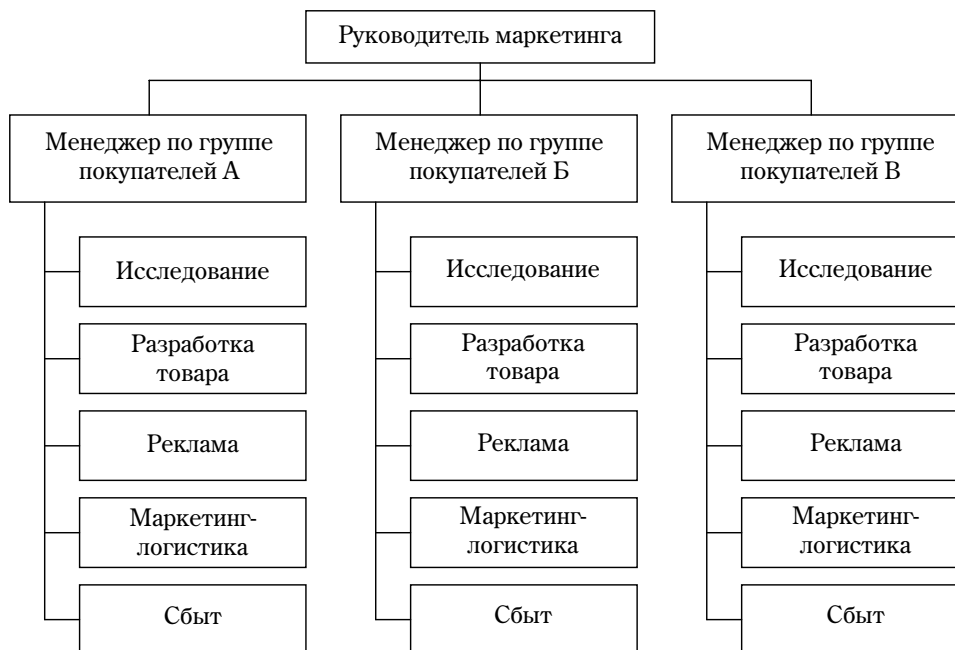 Руководитель маркетинга
Менеджер по группе
покупателей А
Менеджер по группе
покупателей Б
Менеджер по группе
покупателей В
Исследование
Исследование
Исследование
Разработка
товара
Разработка
товара
Разработка
товара
Реклама
Реклама
Реклама
Маркетинг-
логистика
Маркетинг-
логистика
Маркетинг-
логистика
Сбыт
Сбыт
Сбыт